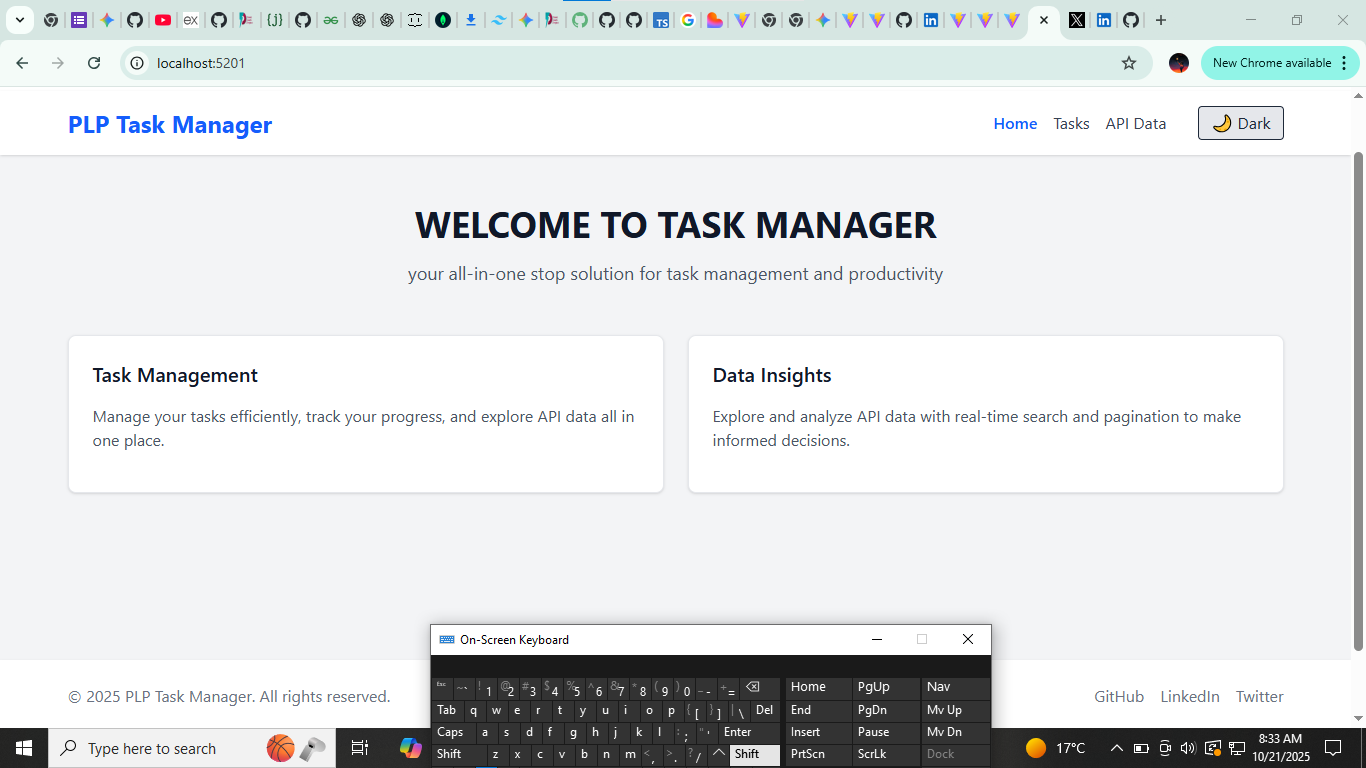 localhost:5201
New Chrome available
PLP Task Manager
Home
Tasks
API Data
🌙 Dark
WELCOME TO TASK MANAGER
your all-in-one stop solution for task management and productivity
Task Management
Manage your tasks efficiently, track your progress, and explore API data all in
one place.
Data Insights
Explore and analyze API data with real-time search and pagination to make
informed decisions.
© 2025 PLP Task Manager. All rights reserved.
GitHub
LinkedIn
Twitter
On-Screen Keyboard
Esc ~ ` ! 1 @ 2 # 3 $ 4 % 5 ^ 6 & 7 * 8 ( 9 ) 0 _ - + = Home PgUp Nav
Tab q w e r t y u i o p { [ } ] | \ Del End PgDn Mv Up
Caps a s d f g h j k l : ; " ' Enter Insert Pause Mv Dn
Shift z x c v b n m < , > . ? / Shift PrtScn ScrLk Dock
Type here to search
17°C
8:33 AM
10/21/2025